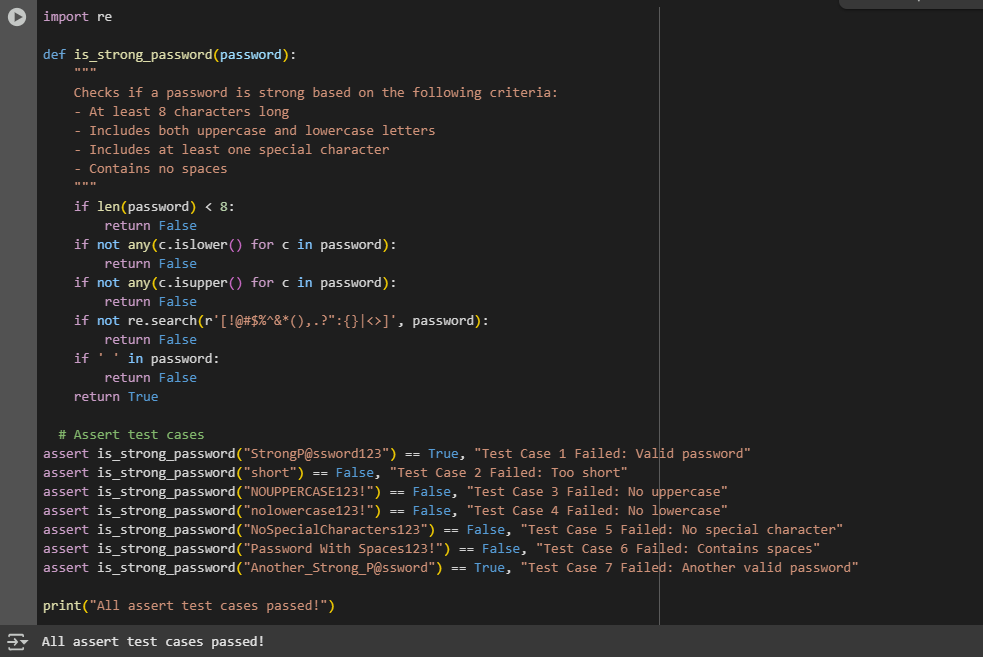 import re
def is_strong_password(password):
"""
Checks if a password is strong based on the following criteria:
- At least 8 characters long
- Includes both uppercase and lowercase letters
- Includes at least one special character
- Contains no spaces
"""
if len(password) < 8:
return False
if not any(c.islower() for c in password):
return False
if not any(c.isupper() for c in password):
return False
if not re.search(r'[!@#$%^&*(),.?":{}|<>]', password):
return False
if ' ' in password:
return False
return True
# Assert test cases
assert is_strong_password("StrongP@ssword123") == True, "Test Case 1 Failed: Valid password"
assert is_strong_password("short") == False, "Test Case 2 Failed: Too short"
assert is_strong_password("NOUPPERCASE123!") == False, "Test Case 3 Failed: No uppercase"
assert is_strong_password("nolowercase123!") == False, "Test Case 4 Failed: No lowercase"
assert is_strong_password("NoSpecialCharacters123") == False, "Test Case 5 Failed: No special character"
assert is_strong_password("Password With Spaces123!") == False, "Test Case 6 Failed: Contains spaces"
assert is_strong_password("Another_Strong_P@ssword") == True, "Test Case 7 Failed: Another valid password"
print("All assert test cases passed!")
All assert test cases passed!